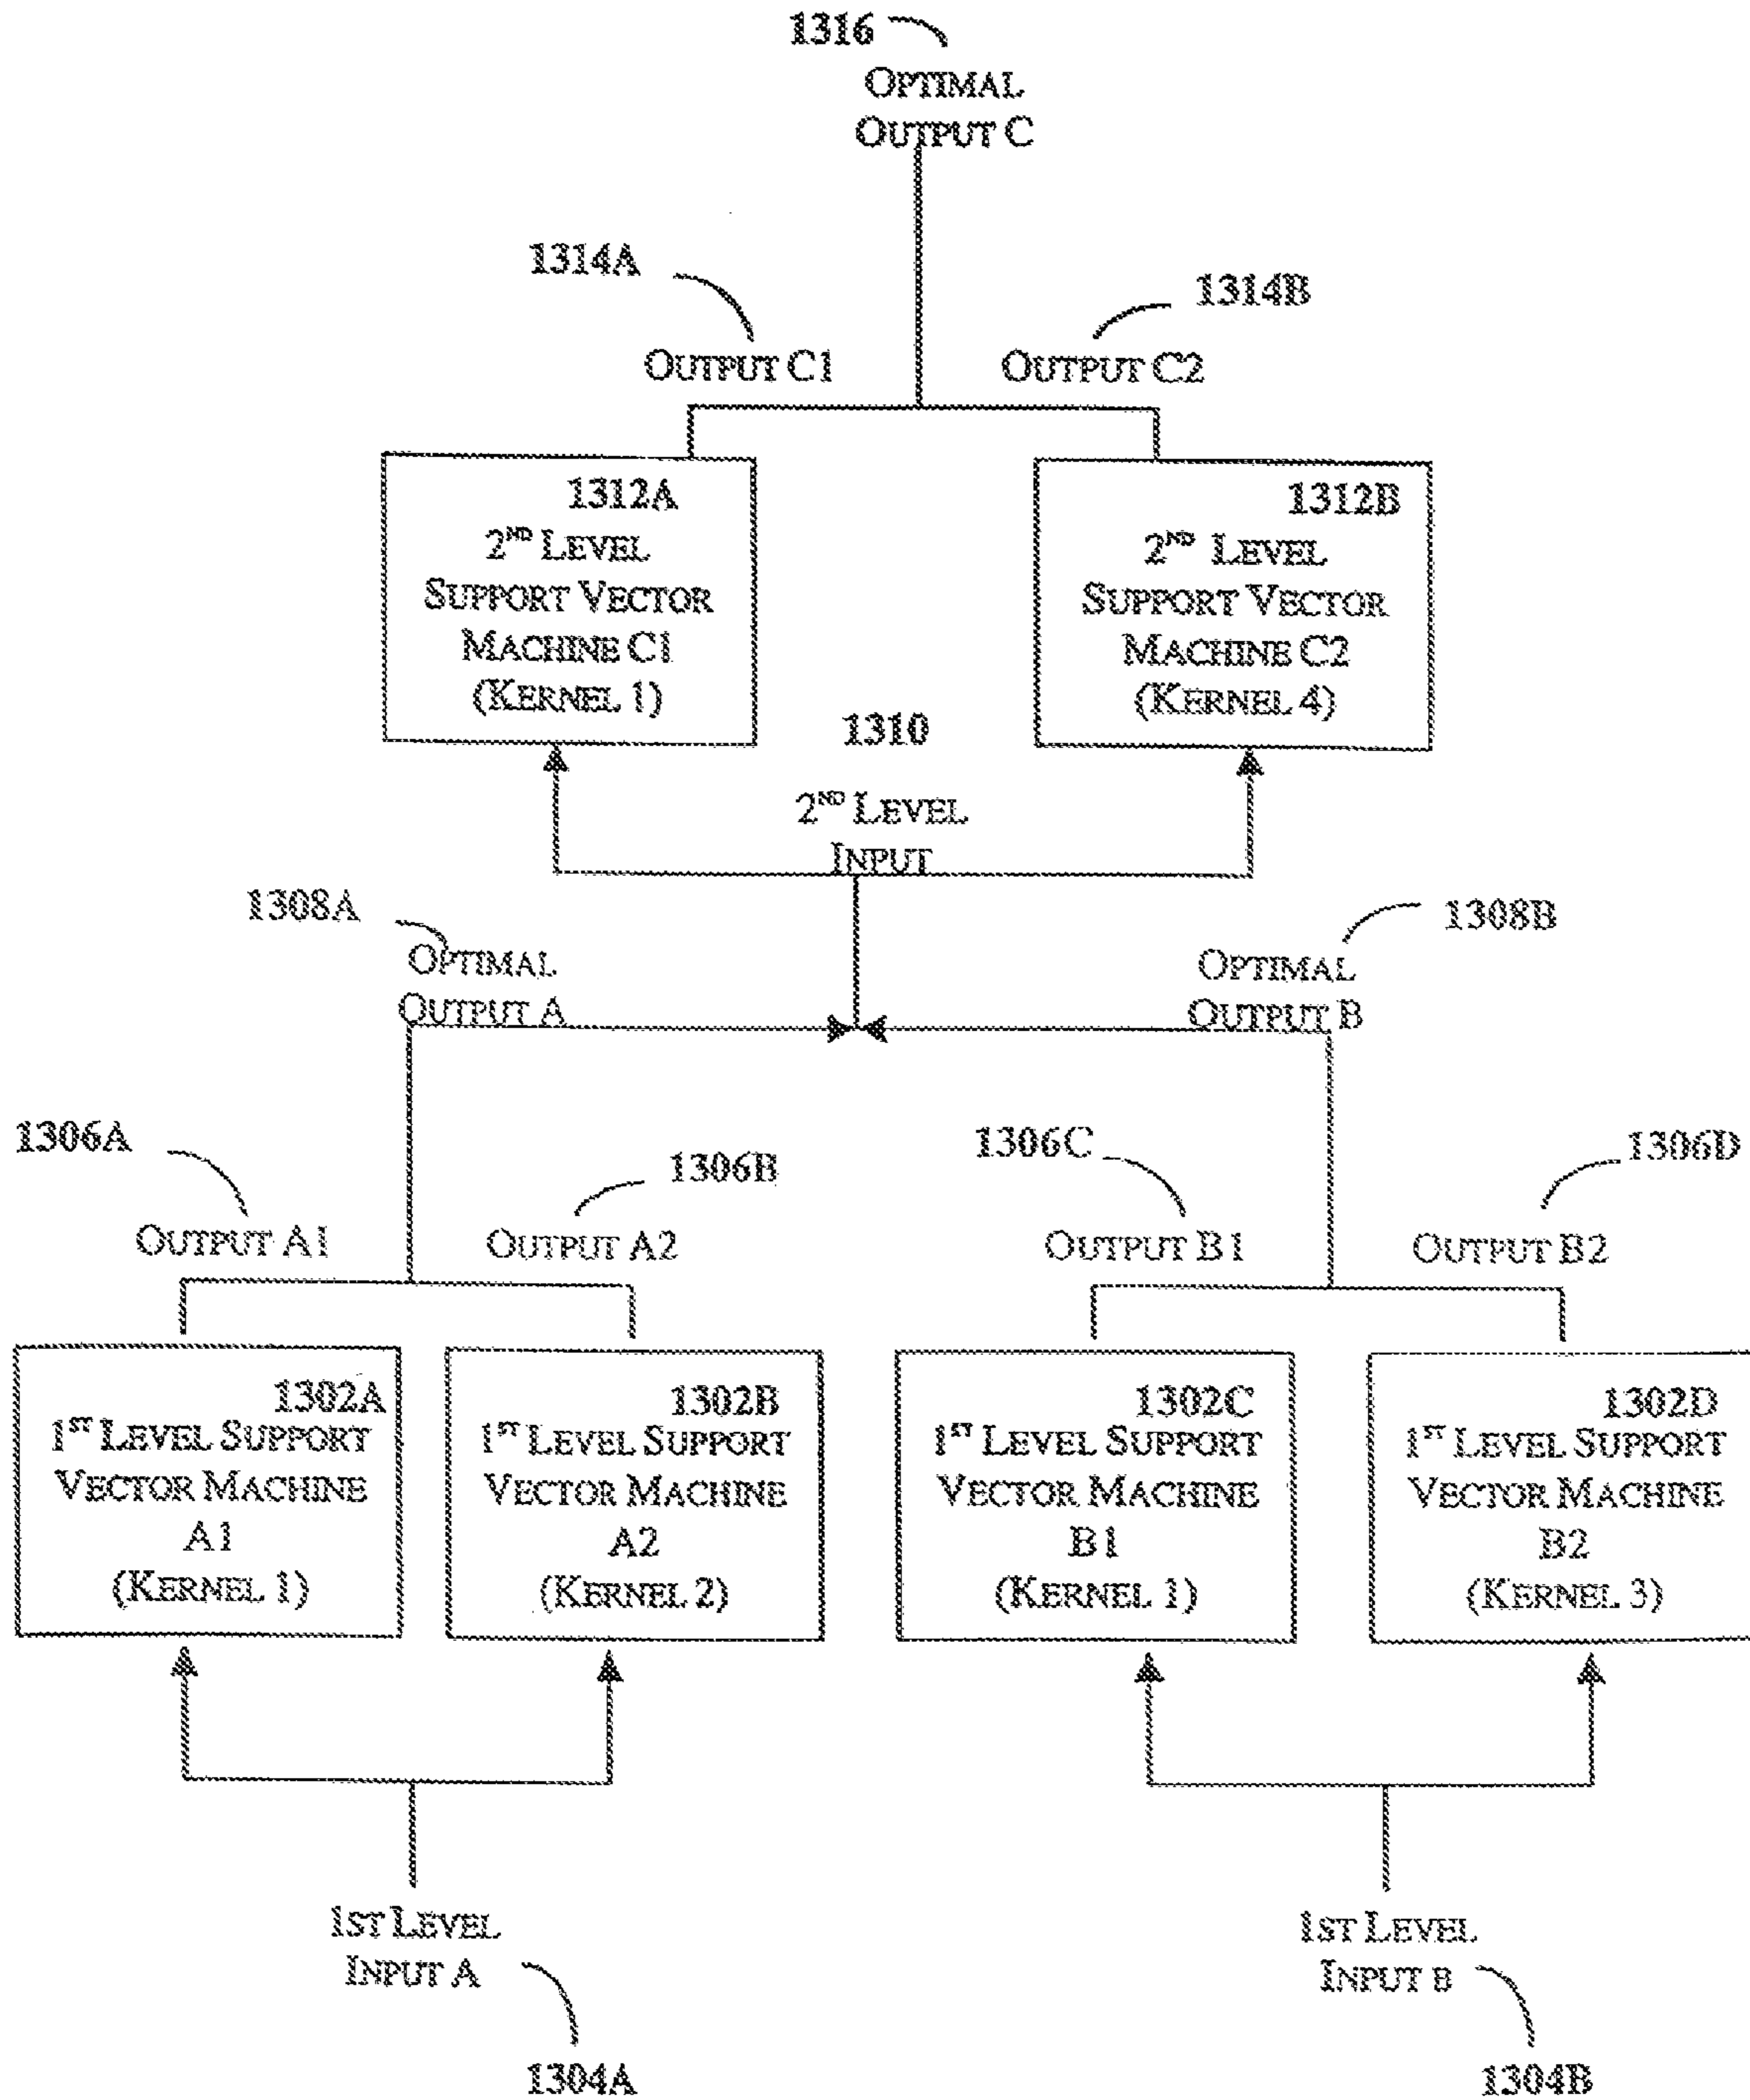 1316
OPTIMAL
OUTPUT C
1314A
1314B
OUTPUT C1
OUTPUT C2
1312A
2ND LEVEL
SUPPORT VECTOR
MACHINE C1
(KERNEL 1)
1312B
2ND LEVEL
SUPPORT VECTOR
MACHINE C2
(KERNEL 4)
1310
2ND LEVEL
INPUT
1308A
OPTIMAL
OUTPUT A
1308B
OPTIMAL
OUTPUT B
1306A
OUTPUT A1
1306B
OUTPUT A2
1306C
OUTPUT B1
1306D
OUTPUT B2
1302A
1ST LEVEL SUPPORT
VECTOR MACHINE
A1
(KERNEL 1)
1302B
1ST LEVEL SUPPORT
VECTOR MACHINE
A2
(KERNEL 2)
1302C
1ST LEVEL SUPPORT
VECTOR MACHINE
B1
(KERNEL 1)
1302D
1ST LEVEL SUPPORT
VECTOR MACHINE
B2
(KERNEL 3)
1ST LEVEL
INPUT A
1304A
1ST LEVEL
INPUT B
1304B